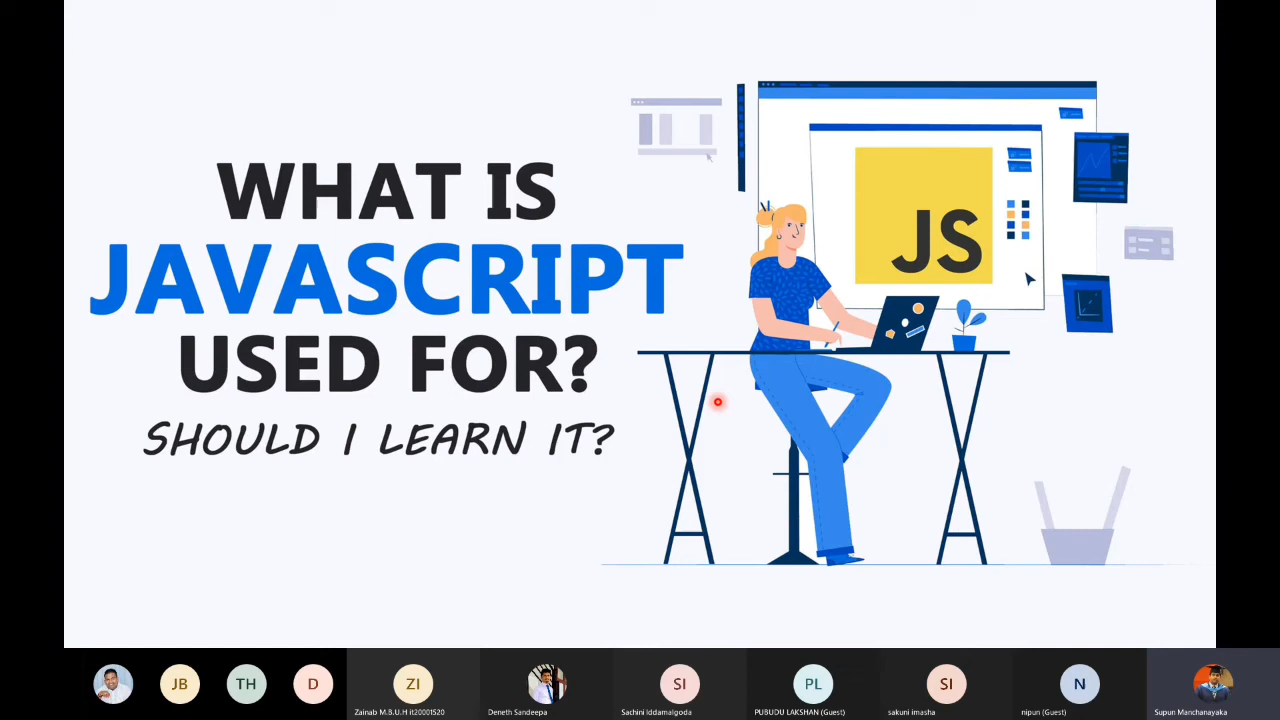 WHAT IS
JAVASCRIPT
USED FOR?
SHOULD I LEARN IT?
JS
JB
TH
D
ZI
SI
PL
SI
N
Zainab M.B.U.H it20001520
Deneth Sandeepa
Sachini Iddamalgoda
PUBUDU LAKSHAN (Guest)
sakuni imasha
nipun (Guest)
Supun Manchanayaka